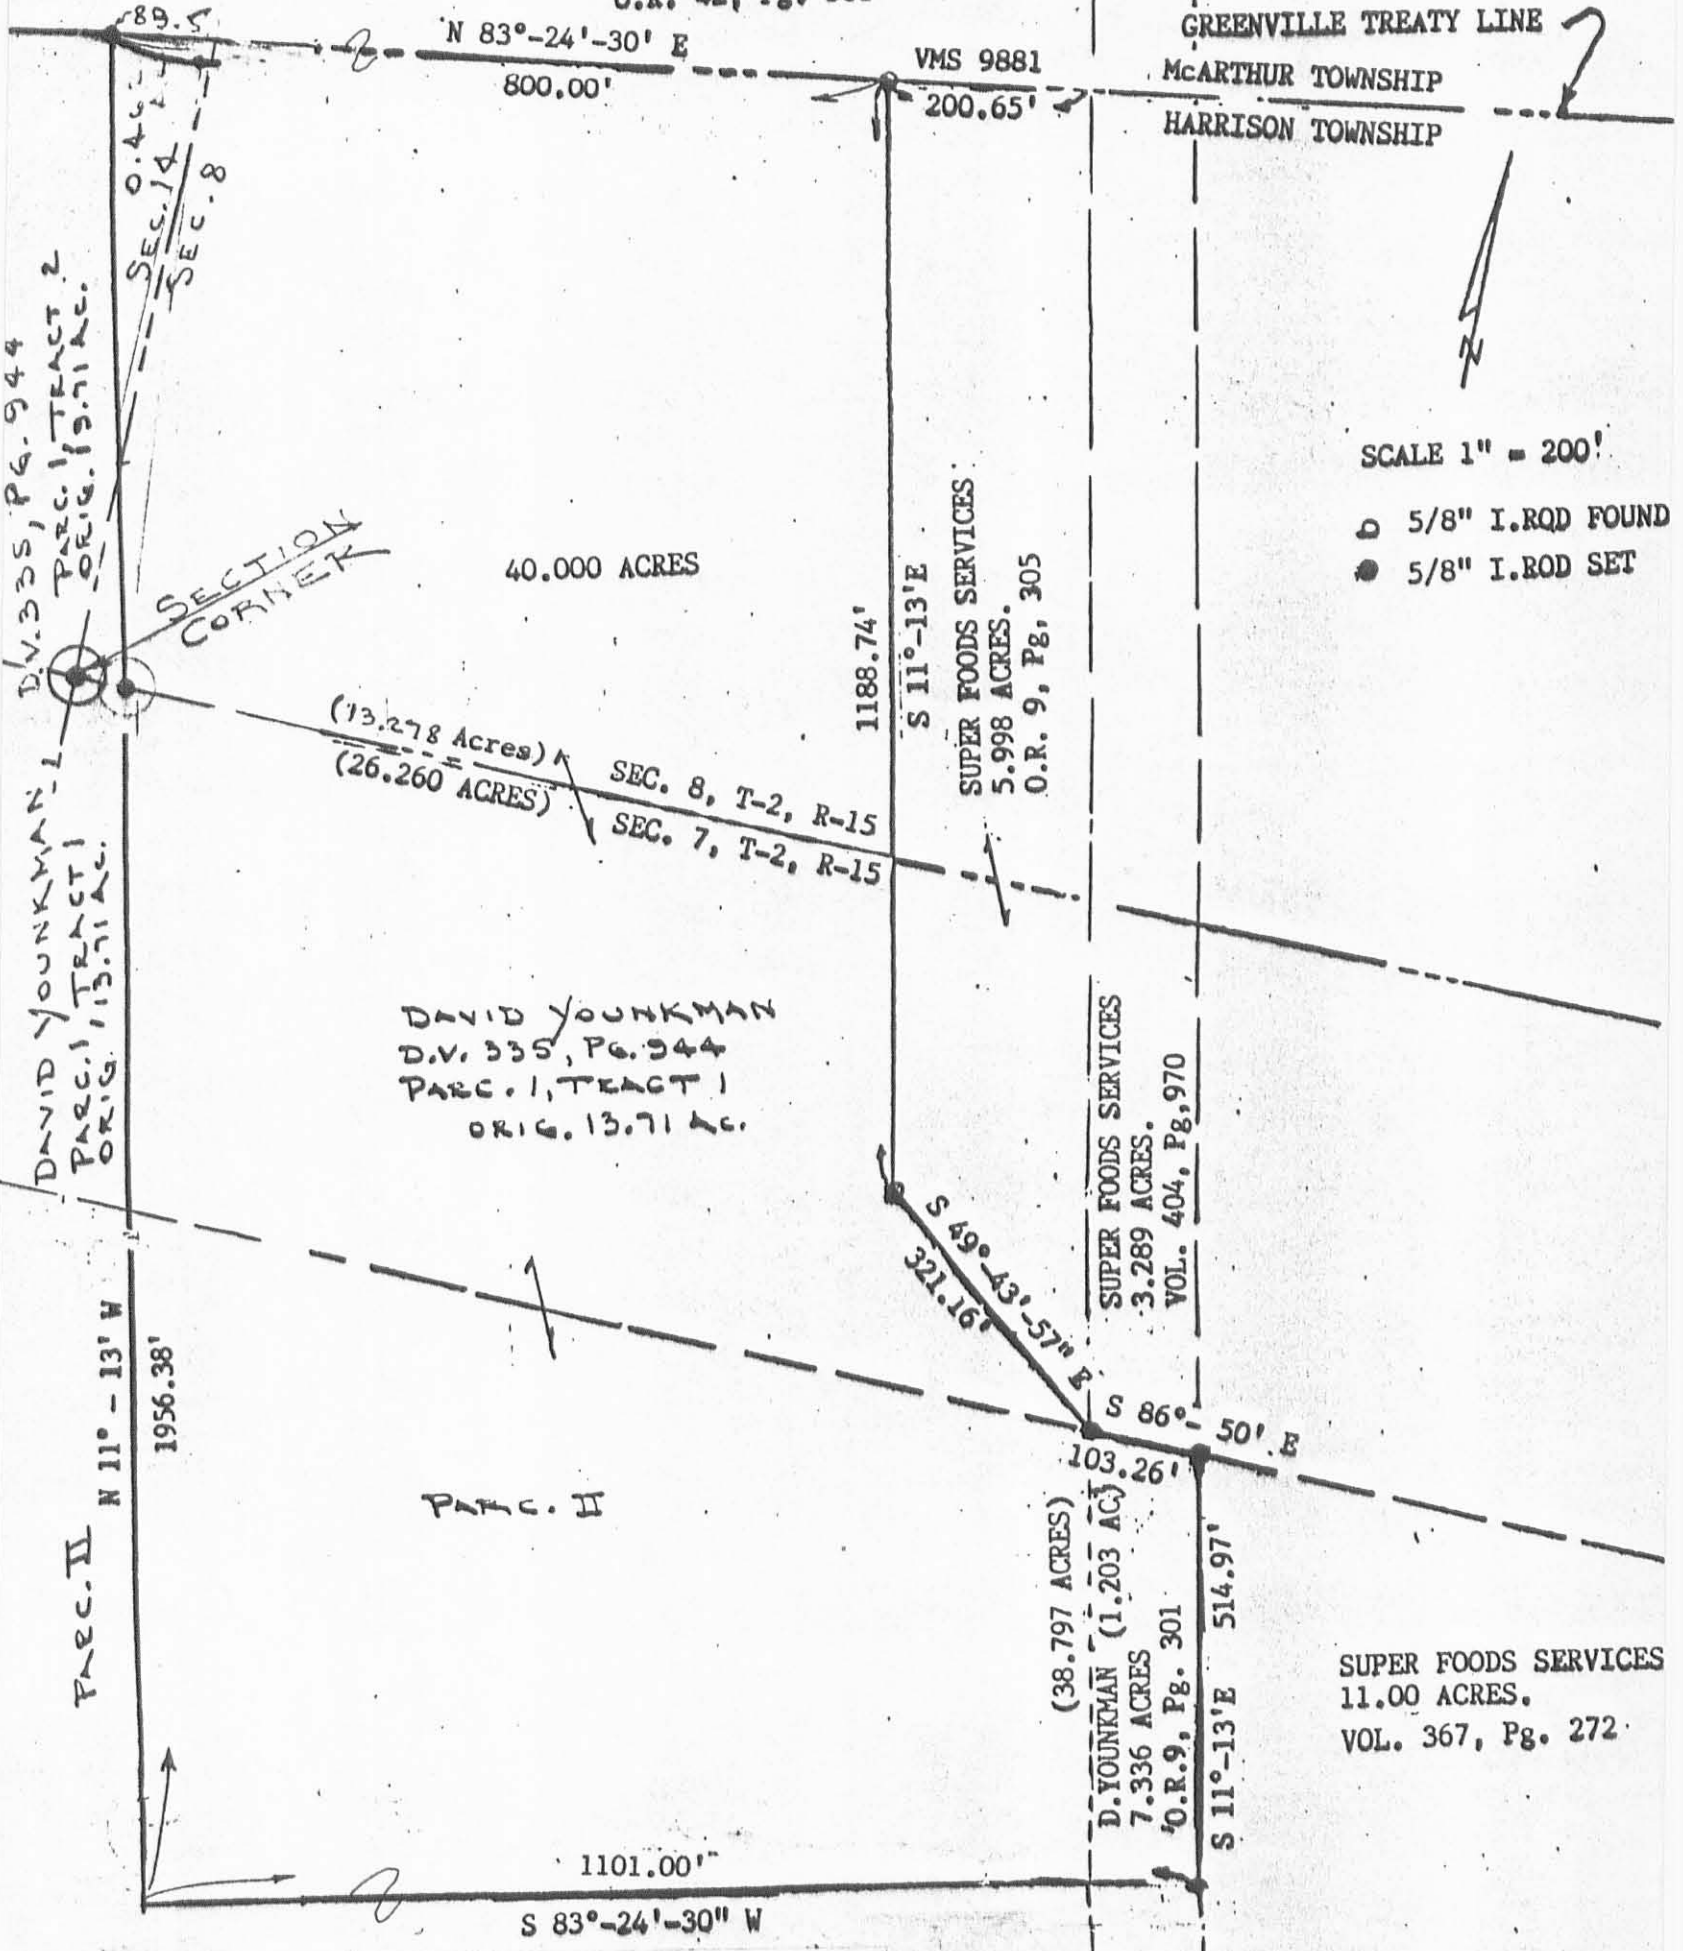 89.5
N 83°-24'-30' E
800.00'
VMS 9881
200.65'
GREENVILLE TREATY LINE
McARTHUR TOWNSHIP
HARRISON TOWNSHIP
SEC. 14
SEC. 8
D.V. 335, PG. 944
PARC. 1, TRACT 2
ORIG. 13.71 AC.
SECTION
CORNER
40.000 ACRES
N
SCALE 1" = 200'
5/8" I.ROD FOUND
5/8" I.ROD SET
1188.74'
S 11°-13'E
SUPER FOODS SERVICES
5.998 ACRES.
O.R. 9, Pg, 305
(13.278 Acres)
(26.260 ACRES)
SEC. 8, T-2, R-15
SEC. 7, T-2, R-15
DAVID YOUNKMAN
PARC. 1, TRACT 1
ORIG. 13.71 AC.
DAVID YOUNKMAN
D.V. 335, PG. 944
PARC. 1, TRACT 1
ORIG. 13.71 AC.
SUPER FOODS SERVICES
3.289 ACRES.
VOL. 404, Pg,970
S 49°-43'-57" E
321.16'
S 86°- 50'. E
103.26'
N 11°-13' W
1956.38'
PARC. II
PARC. II
(38.797 ACRES)
D.YOUNKMAN (1.203 AC)
7.336 ACRES
O.R.9, Pg. 301
S 11°-13'E 514.97'
SUPER FOODS SERVICES
11.00 ACRES.
VOL. 367, Pg. 272
1101.00'
S 83°-24'-30" W